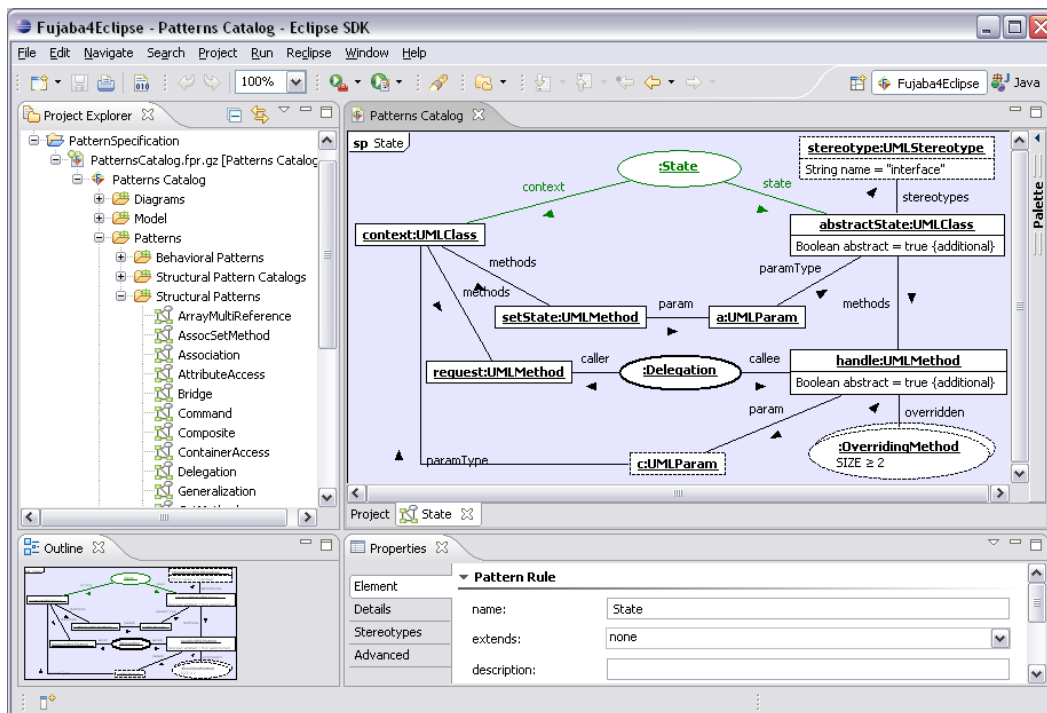 Fujaba4Eclipse - Patterns Catalog - Eclipse SDK
File Edit Navigate Search Project Run Reclipse Window Help
100%
Fujaba4Eclipse
Java
Project Explorer
PatternSpecification
PatternsCatalog.fpr.gz [Patterns Catalog
Patterns Catalog
Diagrams
Model
Patterns
Behavioral Patterns
Structural Pattern Catalogs
Structural Patterns
ArrayMultiReference
AssocSetMethod
Association
AttributeAccess
Bridge
Command
Composite
ContainerAccess
Delegation
Generalization
Patterns Catalog
sp State
:State
stereotype:UMLStereotype
String name = "interface"
context
state
stereotypes
context:UMLClass
abstractState:UMLClass
Boolean abstract = true {additional}
methods
paramType
methods
param
methods
setState:UMLMethod
a:UMLParam
request:UMLMethod
caller
:Delegation
callee
handle:UMLMethod
Boolean abstract = true {additional}
param
overridden
:OverridingMethod
SIZE ≥ 2
paramType
c:UMLParam
Palette
Project
State
Outline
Properties
Element
Details
Stereotypes
Advanced
Pattern Rule
name:
State
extends:
none
description: